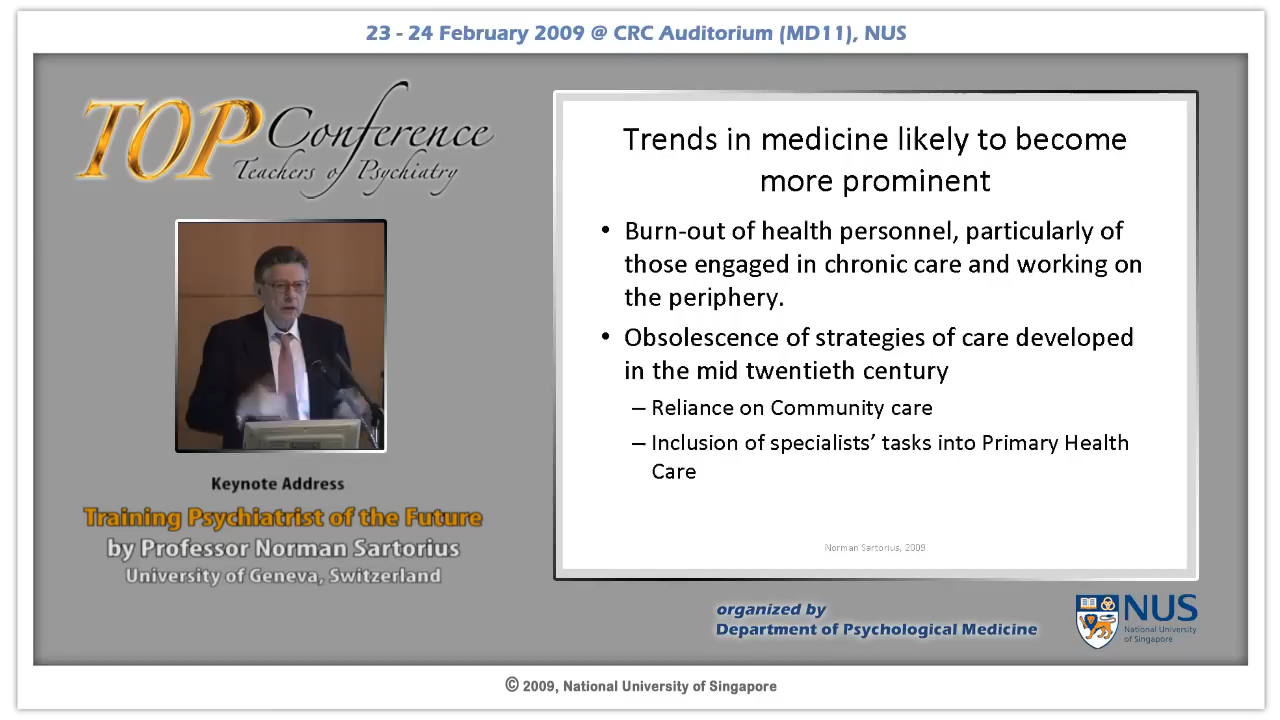 23 - 24 February 2009 @ CRC Auditorium (MD11), NUS
TOP Conference
Teachers of Psychiatry
Keynote Address
Training Psychiatrist of the Future
by Professor Norman Sartorius
University of Geneva, Switzerland
Trends in medicine likely to become
more prominent
• Burn-out of health personnel, particularly of
those engaged in chronic care and working on
the periphery.
• Obsolescence of strategies of care developed
in the mid twentieth century
– Reliance on Community care
– Inclusion of specialists’ tasks into Primary Health
Care
Norman Sartorius, 2009
organized by
Department of Psychological Medicine
NUS
National University
of Singapore
© 2009, National University of Singapore